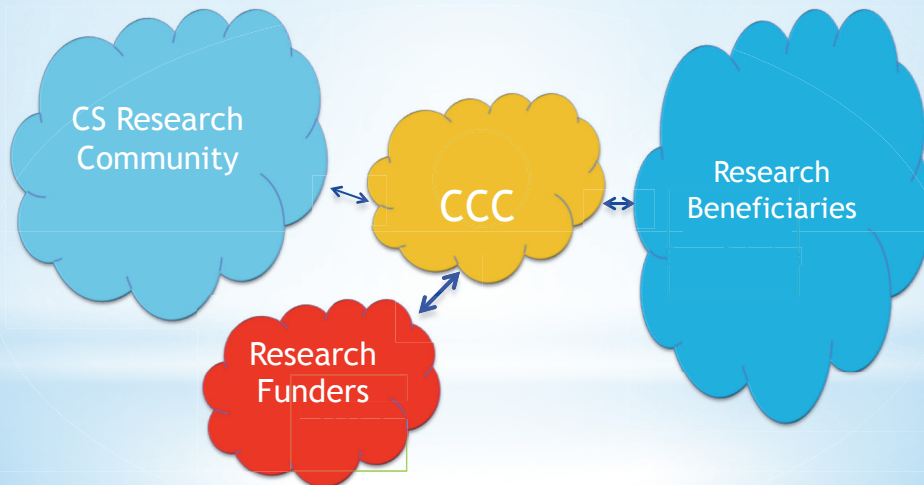 CS Research
Community
CCC
Research
Beneficiaries
Research
Funders